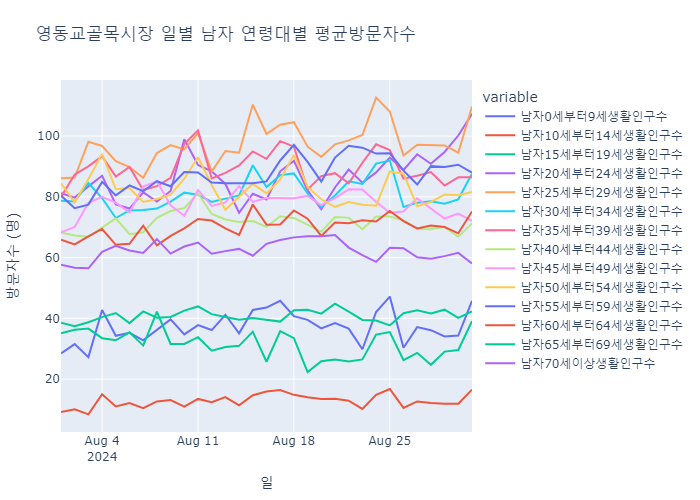 영동교골목시장 일별 남자 연령대별 평균방문자수
방문자수 (명)
100
80
60
40
20
Aug 4
2024
Aug 11
Aug 18
Aug 25
일
variable
남자0세부터9세생활인구수
남자10세부터14세생활인구수
남자15세부터19세생활인구수
남자20세부터24세생활인구수
남자25세부터29세생활인구수
남자30세부터34세생활인구수
남자35세부터39세생활인구수
남자40세부터44세생활인구수
남자45세부터49세생활인구수
남자50세부터54세생활인구수
남자55세부터59세생활인구수
남자60세부터64세생활인구수
남자65세부터69세생활인구수
남자70세이상생활인구수